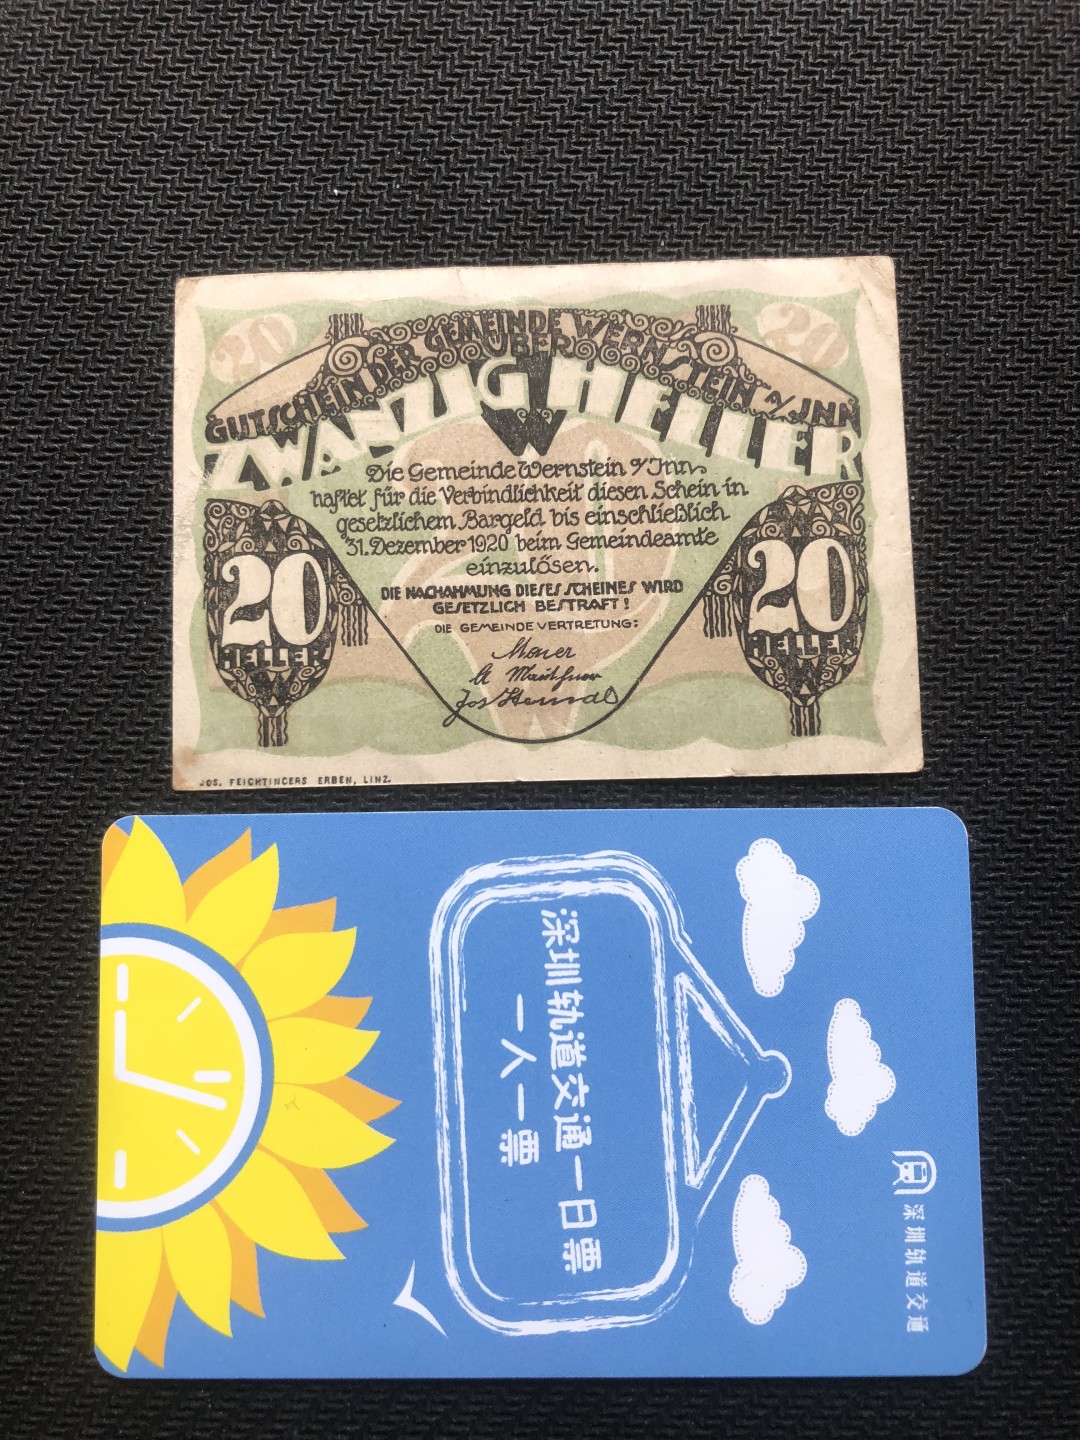 20
20
GUTSCHEIN DER GEMEINDE WERNSTEIN a/INN
ÜBER
ZWANZIG HELLER
W
Die Gemeinde Wernstein a/Inn
haftet für die Verbindlichkeit diesen Schein in
gesetzlichem Bargeld bis einschließlich
31. Dezember 1920 beim Gemeindeamte
einzulösen.
DIE NACHAHMUNG DIESES SCHEINES WIRD
GESETZLICH BESTRAFT!
DIE GEMEINDEVERTRETUNG:
20
HELLER
20
HELLER
JOS. FEICHTINGERS ERBEN, LINZ.
深圳轨道交通
深圳轨道交通一日票
一人一票